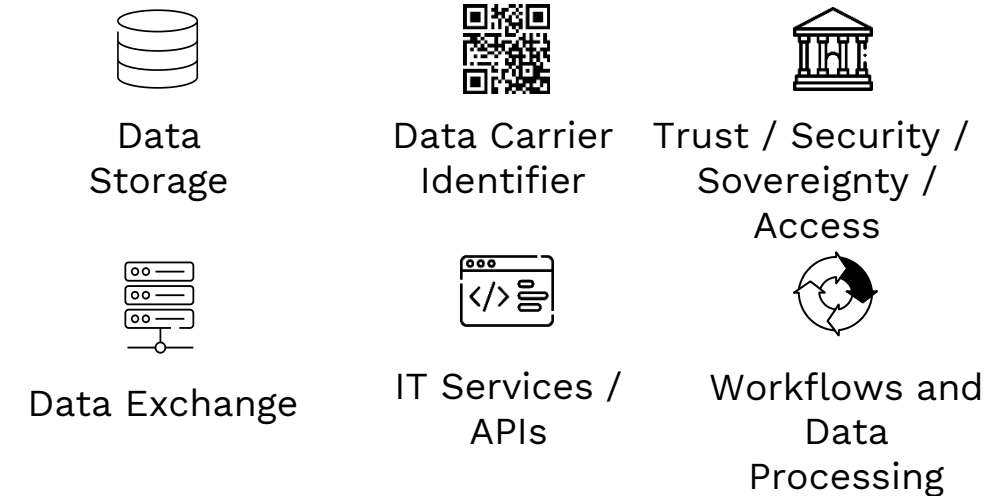 Data
Storage
Data Carrier
Identifier
Trust / Security /
Sovereignty /
Access
Data Exchange
</>
IT Services /
APIs
Workflows and
Data
Processing